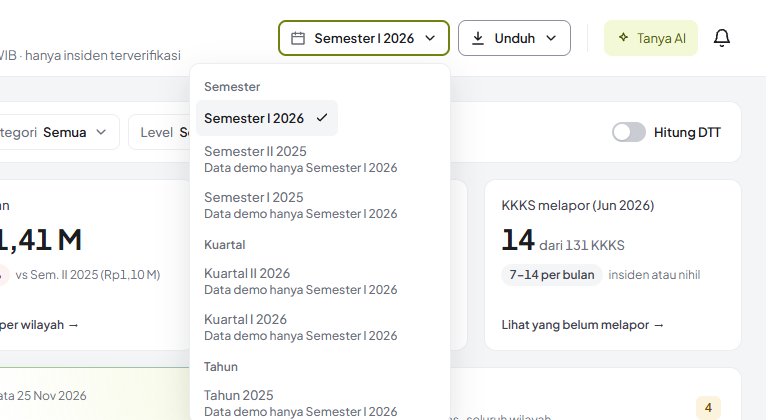 Semester I 2026
Unduh
Tanya AI
WIB · hanya insiden terverifikasi
Semester
Semester I 2026
Semester II 2025
Data demo hanya Semester I 2026
Semester I 2025
Data demo hanya Semester I 2026
Kuartal
Kuartal II 2026
Data demo hanya Semester I 2026
Kuartal I 2026
Data demo hanya Semester I 2026
Tahun
Tahun 2025
Data demo hanya Semester I 2026
Semua
Level
Hitung DTT
1,41 M
vs Sem. II 2025 (Rp1,10 M)
per wilayah →
KKKS melapor (Jun 2026)
14 dari 131 KKKS
7–14 per bulan insiden atau nihil
Lihat yang belum melapor →
25 Nov 2026
seluruh wilayah
4